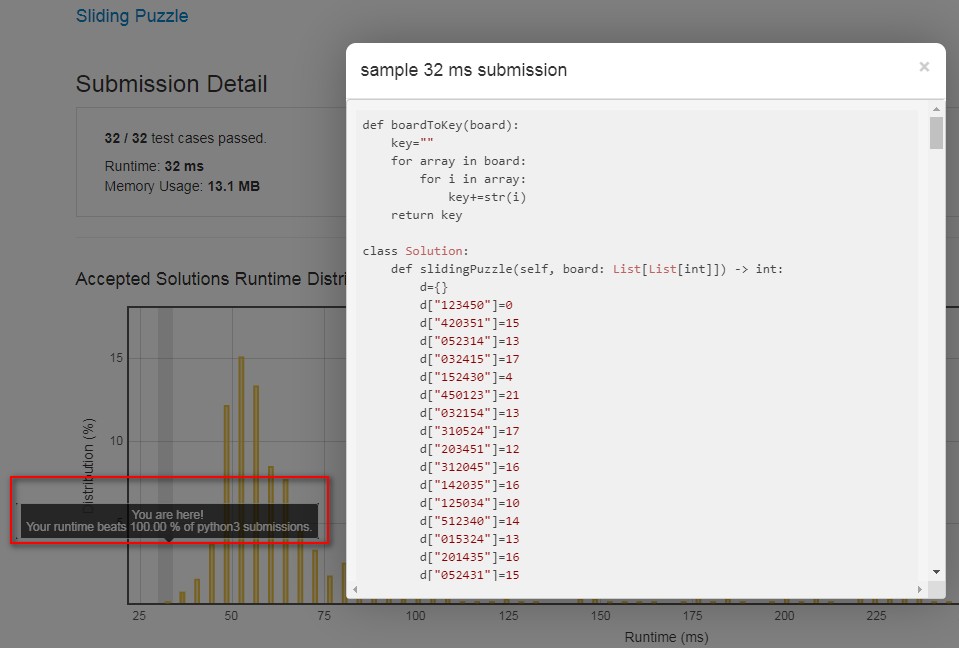 Sliding Puzzle
Submission Detail
32 / 32 test cases passed.
Runtime: 32 ms
Memory Usage: 13.1 MB
Accepted Solutions Runtime Distri
15
10
5
Distribution (%)
You are here!
Your runtime beats 100.00 % of python3 submissions.
25
50
75
100
125
150
175
200
225
Runtime (ms)
sample 32 ms submission
×
def boardToKey(board):
    key=""
    for array in board:
        for i in array:
            key+=str(i)
    return key
class Solution:
    def slidingPuzzle(self, board: List[List[int]]) -> int:
        d={}
        d["123450"]=0
        d["420351"]=15
        d["052314"]=13
        d["032415"]=17
        d["152430"]=4
        d["450123"]=21
        d["032154"]=13
        d["310524"]=17
        d["203451"]=12
        d["312045"]=16
        d["142035"]=16
        d["125034"]=10
        d["512340"]=14
        d["015324"]=13
        d["201435"]=16
        d["052431"]=15